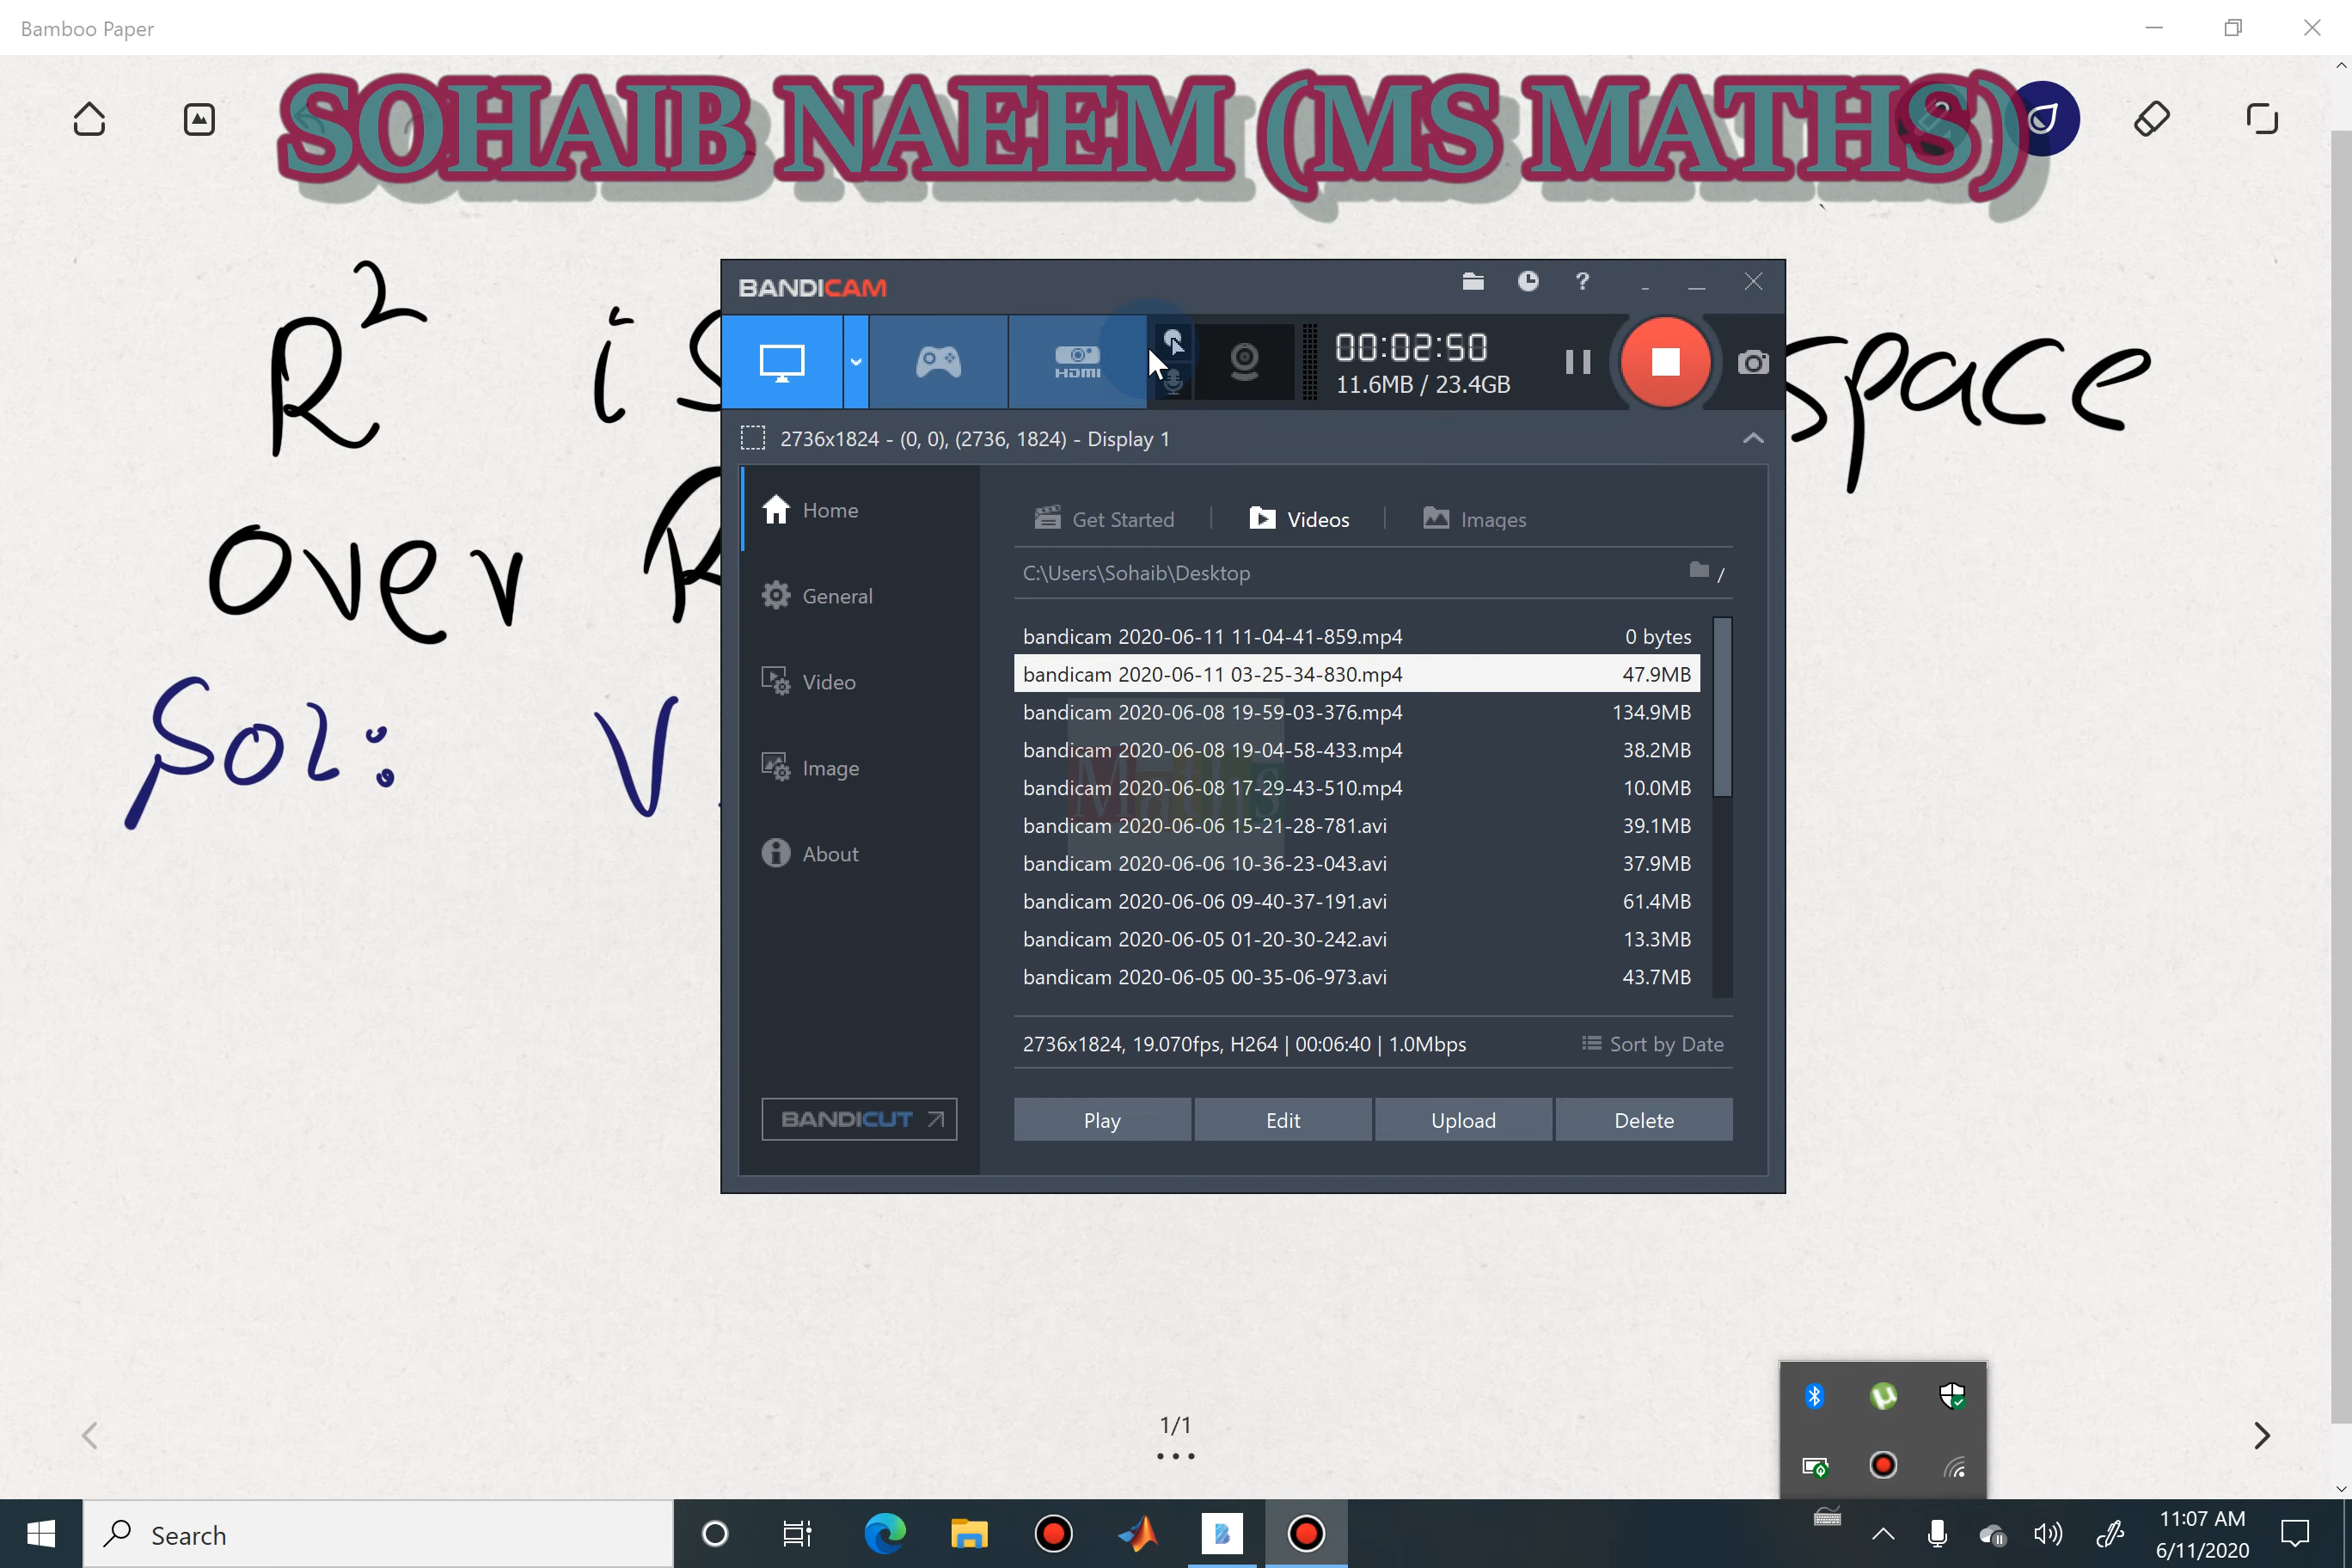 Bamboo Paper
SOHAIB NAEEM (MS MATHS)
R² is space
over R
Sol: V
BANDICAM
?
HDMI
00:02:50
11.6MB / 23.4GB
2736x1824 - (0, 0), (2736, 1824) - Display 1
Home
General
Video
Image
About
BANDICUT
Get Started | Videos | Images
C:\Users\Sohaib\Desktop /
bandicam 2020-06-11 11-04-41-859.mp4 0 bytes
bandicam 2020-06-11 03-25-34-830.mp4 47.9MB
bandicam 2020-06-08 19-59-03-376.mp4 134.9MB
bandicam 2020-06-08 19-04-58-433.mp4 38.2MB
bandicam 2020-06-08 17-29-43-510.mp4 10.0MB
bandicam 2020-06-06 15-21-28-781.avi 39.1MB
bandicam 2020-06-06 10-36-23-043.avi 37.9MB
bandicam 2020-06-06 09-40-37-191.avi 61.4MB
bandicam 2020-06-05 01-20-30-242.avi 13.3MB
bandicam 2020-06-05 00-35-06-973.avi 43.7MB
Maths
2736x1824, 19.070fps, H264 | 00:06:40 | 1.0Mbps
Sort by Date
Play Edit Upload Delete
1/1
Search
11:07 AM
6/11/2020